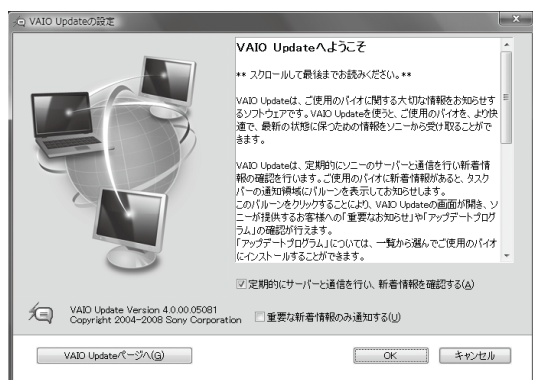 VAIO Updateの設定
VAIO Updateへようこそ
** スクロールして最後までお読みください。**
VAIO Updateは、ご使用のバイオに関する大切な情報をお知らせす
るソフトウェアです。VAIO Updateを使うと、ご使用のバイオを、より快
適で、最新の状態に保つための情報をソニーから受け取ることがで
きます。
VAIO Updateは、定期的にソニーのサーバーと通信を行い新着情
報の確認を行います。ご使用のバイオに新着情報があると、タスク
バーの通知領域にバルーンを表示してお知らせします。
このバルーンをクリックすることにより、VAIO Updateの画面が開き、ソ
ニーが提供するお客様への「重要なお知らせ」や「アップデートプログ
ラム」の確認が行えます。
「アップデートプログラム」については、一覧から選んでご使用のバイオ
にインストールすることができます。
定期的にサーバーと通信を行い、新着情報を確認する(A)
VAIO Update Version 4.0.00.05081
Copyright 2004-2008 Sony Corporation
重要な新着情報のみ通知する(U)
VAIO Updateページへ(G)
OK
キャンセル